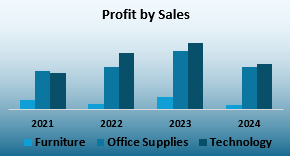 Profit by Sales
2021 2022 2023 2024
Furniture Office Supplies Technology